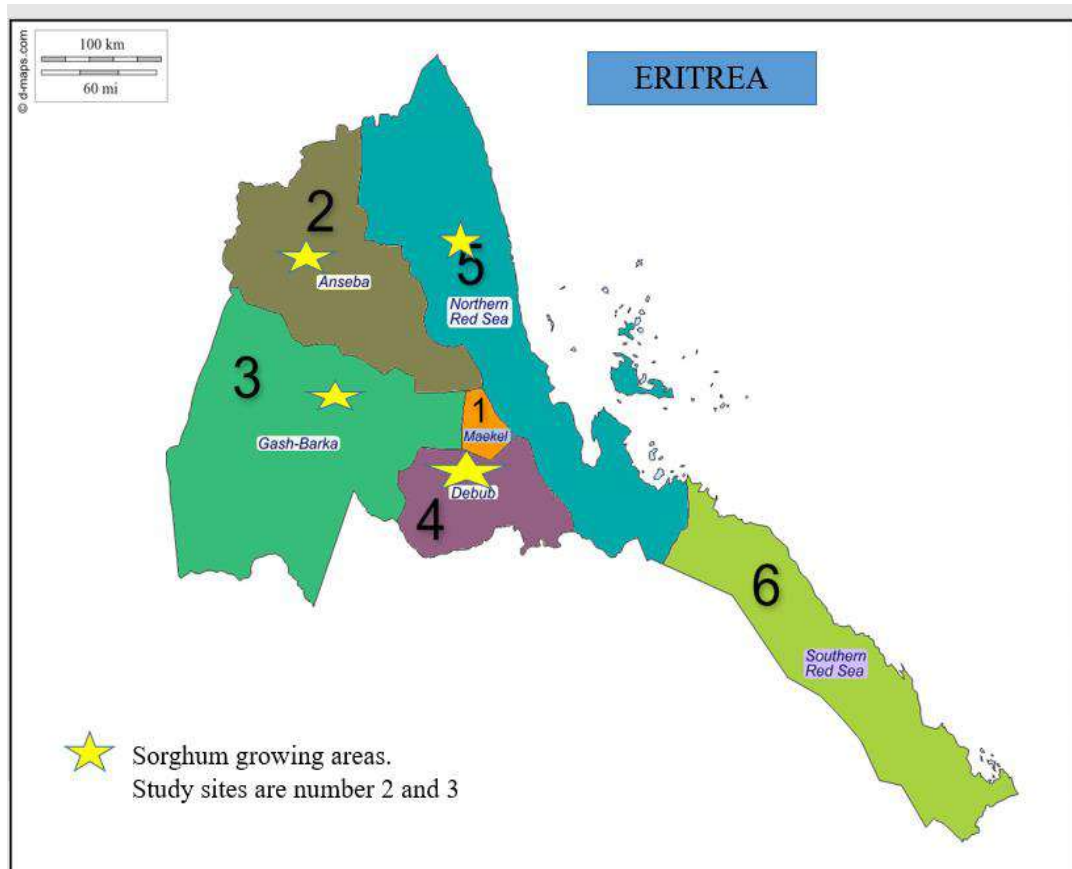 © d-maps.com
100 km
60 mi
ERITREA
2
Anseba
5
Northern
Red Sea
3
Gash-Barka
1
Maekel
Debub
4
6
Southern
Red Sea
Sorghum growing areas.
Study sites are number 2 and 3